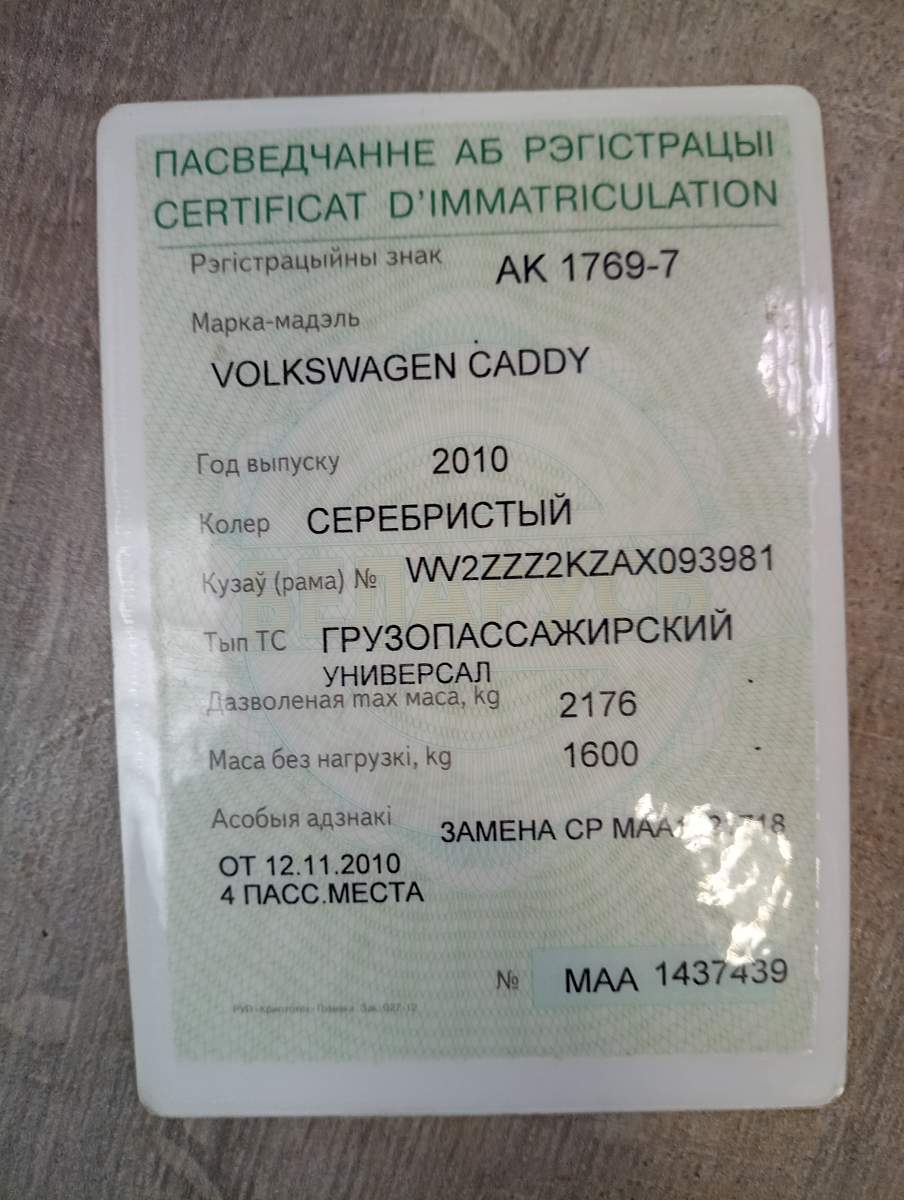 ПАСВЕДЧАННЕ АБ РЭГІСТРАЦЫІ
CERTIFICAT D'IMMATRICULATION
Рэгістрацыйны знак AK 1769-7
Марка-мадэль
VOLKSWAGEN CADDY
Год выпуску 2010
Колер СЕРЕБРИСТЫЙ
Кузаў (рама) № WV2ZZZ2KZAX093981
Тып ТС ГРУЗОПАССАЖИРСКИЙ
УНИВЕРСАЛ
Дазволеная max маса, kg 2176
Маса без нагрузкі, kg 1600
Асобыя адзнакі ЗАМЕНА СР
ОТ 12.11.2010
4 ПАСС.МЕСТА
№ MAA 1437439